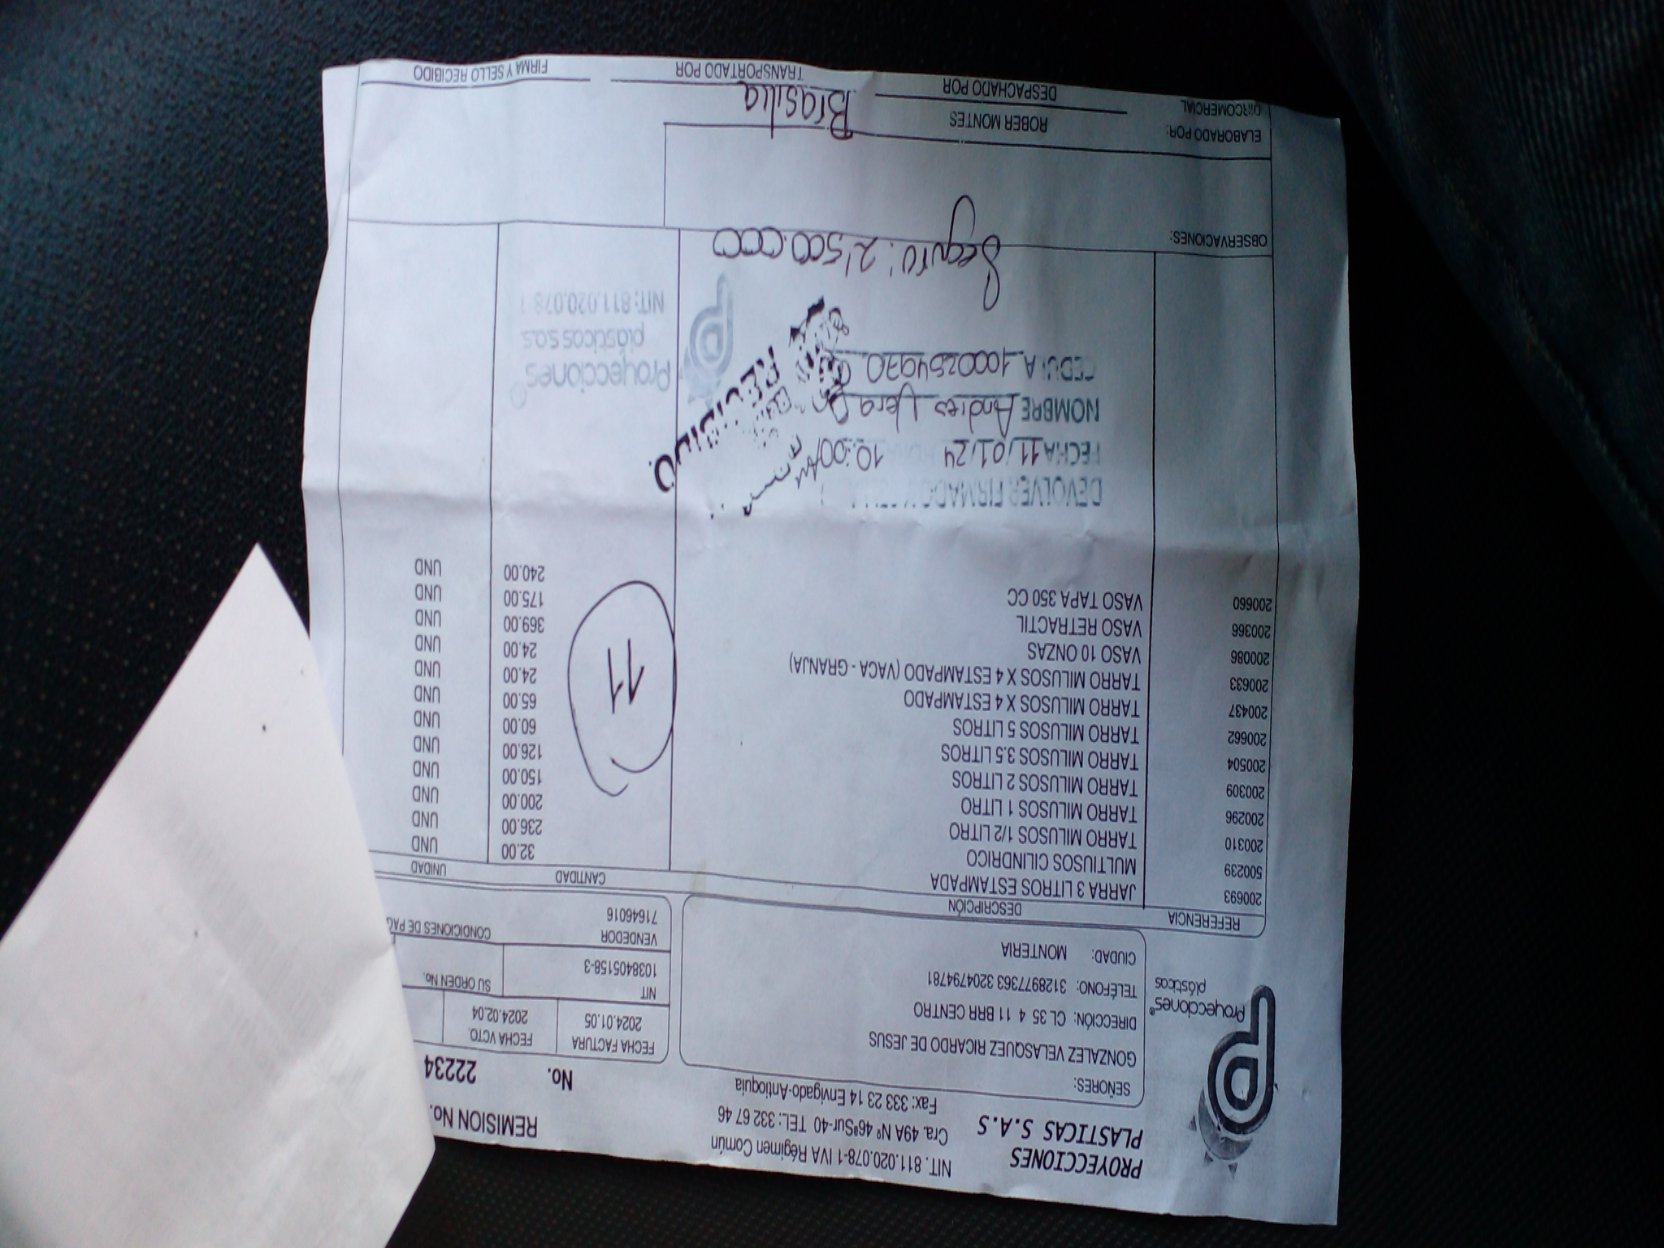 PROYECCIONES
PLASTICAS S.A.S
NIT. 811.020.078-1 IVA Régimen Común
Cra. 49A Nº 46ªSur-40 TEL: 332 67 46
Fax: 333 23 14 Envigado-Antioquia
REMISION No.
No. 22234
Proyecciones®
plásticos
SEÑORES:
GONZALEZ VELASQUEZ RICARDO DE JESUS
DIRECCIÓN: CL 35 4 11 BRR CENTRO
TELÉFONO: 3128977363 3204794781
CIUDAD: MONTERIA
FECHA FACTURA FECHA VCTO
2024.01.05 2024.02.04
NIT SU ORDEN No.
1038405158-3
VENDEDOR CONDICIONES DE PAG
71646016
REFERENCIA DESCRIPCIÓN CANTIDAD UNIDAD
200693 JARRA 3 LITROS ESTAMPADA 32.00 UND
500239 MULTIUSOS CILINDRICO 236.00 UND
200310 TARRO MILUSOS 1/2 LITRO 200.00 UND
200296 TARRO MILUSOS 1 LITRO 150.00 UND
200309 TARRO MILUSOS 2 LITROS 126.00 UND
200504 TARRO MILUSOS 3.5 LITROS 60.00 UND
200662 TARRO MILUSOS 5 LITROS 65.00 UND
200437 TARRO MILUSOS X 4 ESTAMPADO 24.00 UND
200633 TARRO MILUSOS X 4 ESTAMPADO (VACA - GRANJA) 24.00 UND
200086 VASO 10 ONZAS 369.00 UND
200366 VASO RETRACTIL 175.00 UND
200660 VASO TAPA 350 CC 240.00 UND
11
DEVOLVER FIRMADO
FECHA 11/01/24 10:00
NOMBRE Andres Vera
CEDULA 1000284970
RECIBIDO.
Proyecciones®
plásticos s.a.s
NIT: 811.020.078-1
Seguro: 2'500.000
OBSERVACIONES:
ELABORADO POR: ROBER MONTES Brasilia
DIR COMERCIAL DESPACHADO POR TRANSPORTADO POR FIRMA Y SELLO RECIBIDO